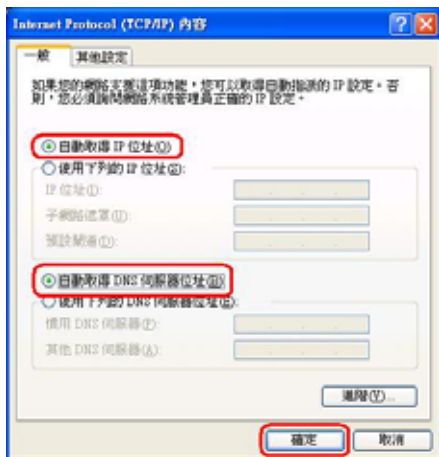 Internet Protocol (TCP/IP) 內容
一般
其他設定
如果您的網路支援這項功能，您可以取得自動指派的 IP 設定。否
則，您必須詢問網路系統管理員正確的 IP 設定。
自動取得 IP 位址(O)
使用下列的 IP 位址(S):
IP 位址(I):
子網路遮罩(U):
預設閘道(D):
自動取得 DNS 伺服器位址(B)
使用下列的 DNS 伺服器位址(E):
慣用 DNS 伺服器(P):
其他 DNS 伺服器(A):
進階(V)...
確定
取消